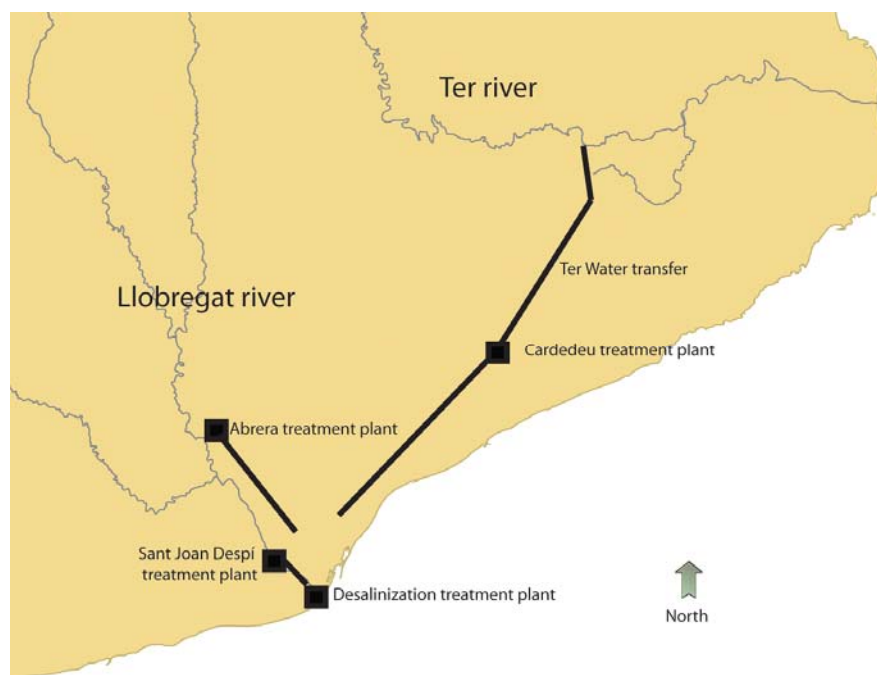 Ter river
Ter Water transfer
Llobregat river
Cardedeu treatment plant
Abrera treatment plant
Sant Joan Despí
treatment plant
Desalinization treatment plant
North